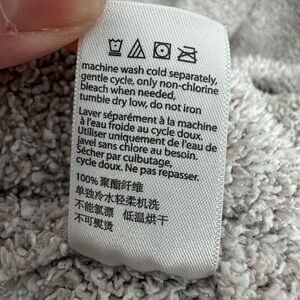 machine wash cold separately,
gentle cycle, only non-chlorine
bleach when needed,
tumble dry low, do not iron
Laver séparément à la machine
à l'eau froide au cycle doux.
Utiliser uniquement de l'eau de
javel sans chlore au besoin.
Sécher par culbutage,
cycle doux. Ne pas repasser.
100% 聚酯纤维
单独冷水轻柔机洗
不能氯漂 低温烘干
不可熨烫